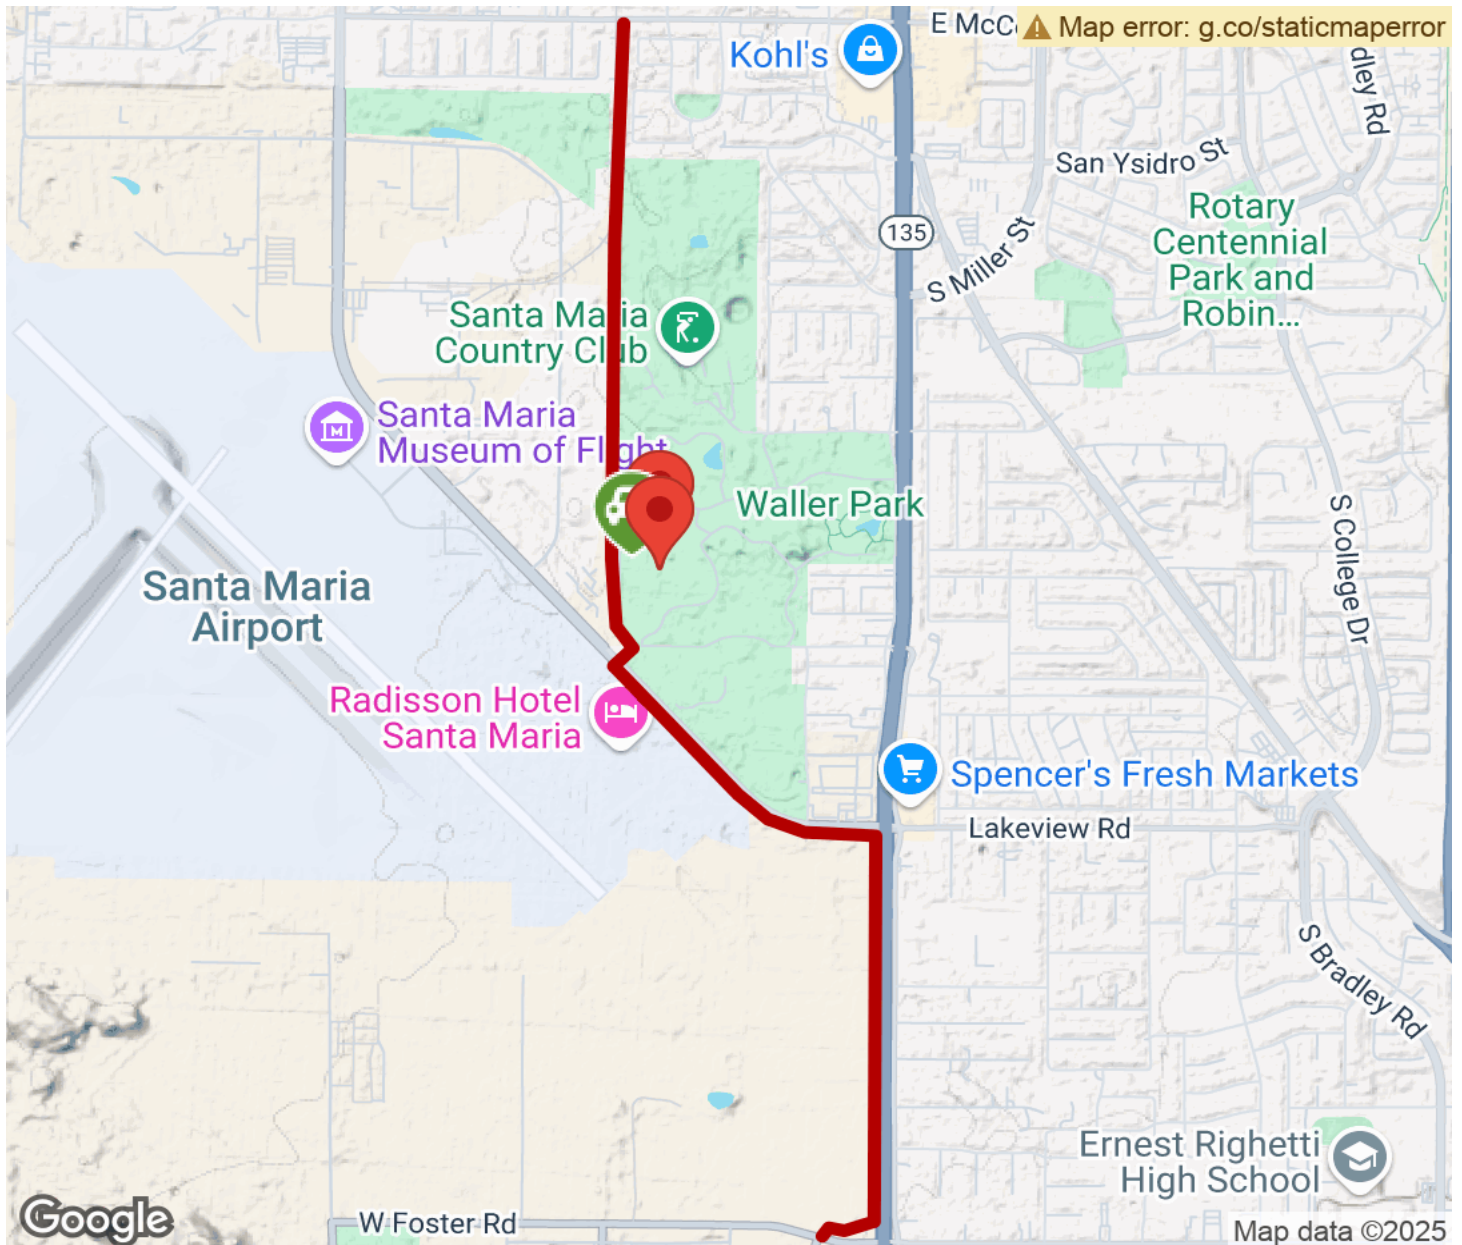 E McCo
Map error: g.co/staticmaperror
Kohl's
dley Rd
San Ysidro St
Rotary
Centennial
Park and
Robin...
135
S Miller St
Santa Maria
Country Club
Santa Maria
Museum of Flight
Waller Park
S College Dr
Santa Maria
Airport
Radisson Hotel
Santa Maria
Spencer's Fresh Markets
Lakeview Rd
S Bradley Rd
Ernest Righetti
High School
W Foster Rd
Google
Map data ©2025